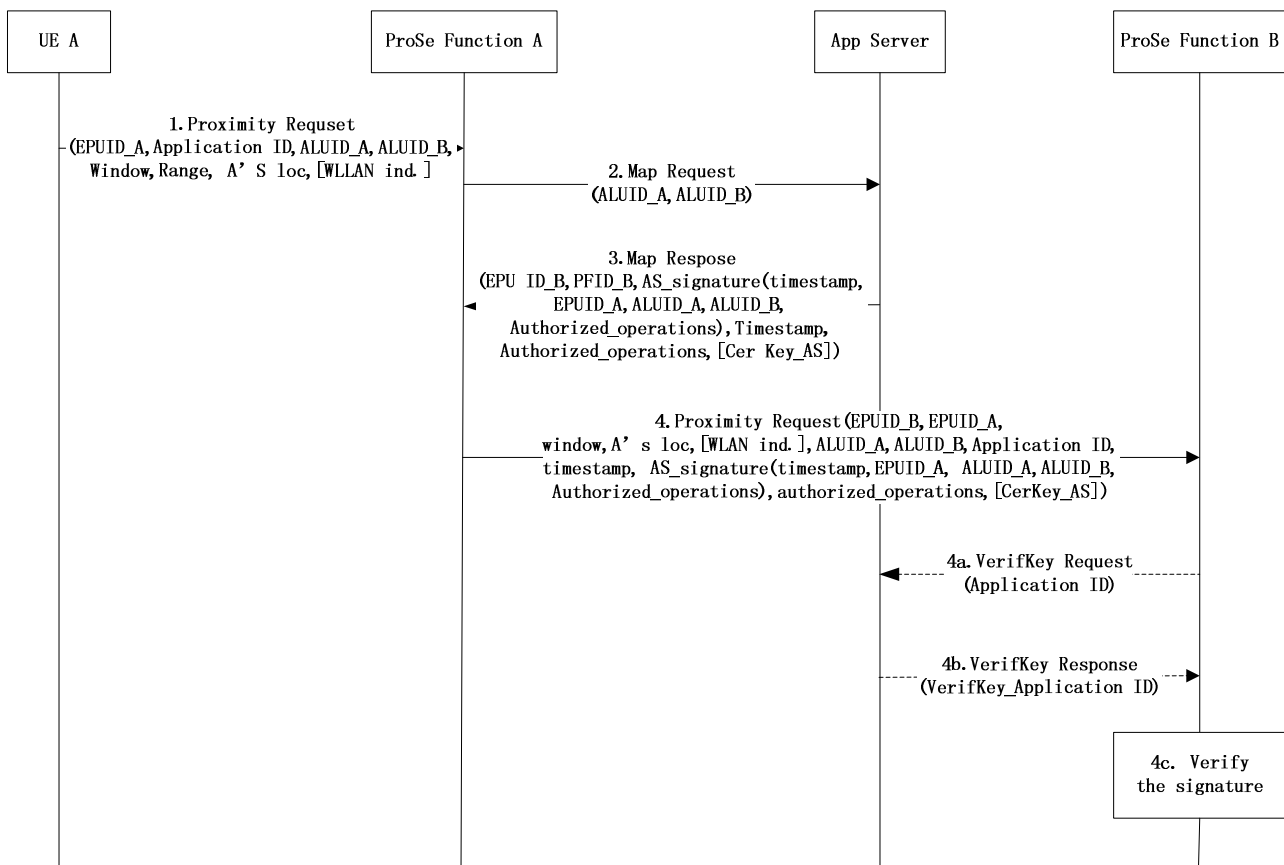 UE A
ProSe Function A
App Server
ProSe Function B
1.Proximity Requset
(EPUID_A,Application ID,ALUID_A,ALUID_B,
Window,Range, A’S loc,[WLLAN ind.]
2.Map Request
(ALUID_A,ALUID_B)
3.Map Respose
(EPU ID_B,PFID_B,AS_signature(timestamp,
EPUID_A,ALUID_A,ALUID_B,
Authorized_operations),Timestamp,
Authorized_operations,[Cer Key_AS])
4.Proximity Request(EPUID_B,EPUID_A,
window,A’s loc,[WLAN ind.],ALUID_A,ALUID_B,Application ID,
timestamp, AS_signature(timestamp,EPUID_A, ALUID_A,ALUID_B,
Authorized_operations),authorized_operations,[CerKey_AS])
4a.VerifKey Request
(Application ID)
4b.VerifKey Response
(VerifKey_Application ID)
4c. Verify
the signature